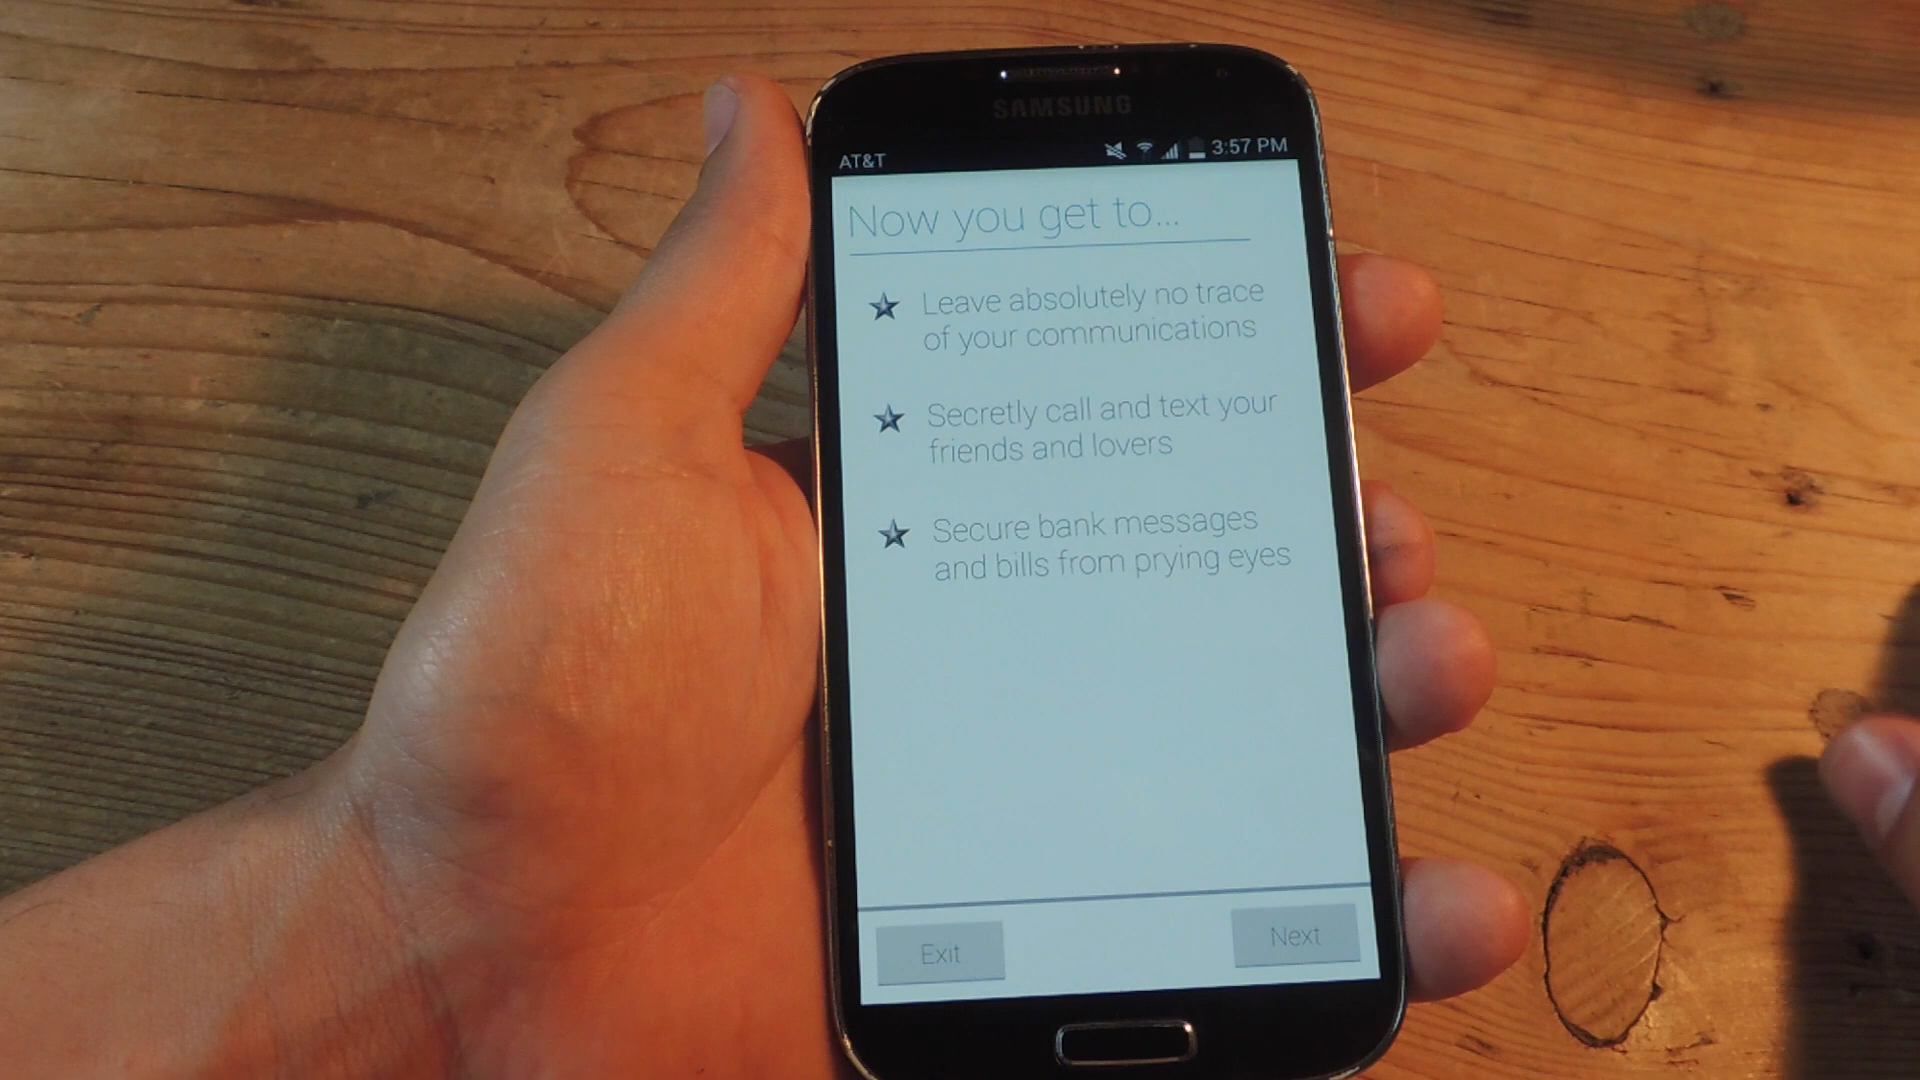 SAMSUNG
AT&T
3:57 PM
Now you get to...
Leave absolutely no trace
of your communications
Secretly call and text your
friends and lovers
Secure bank messages
and bills from prying eyes
Exit
Next